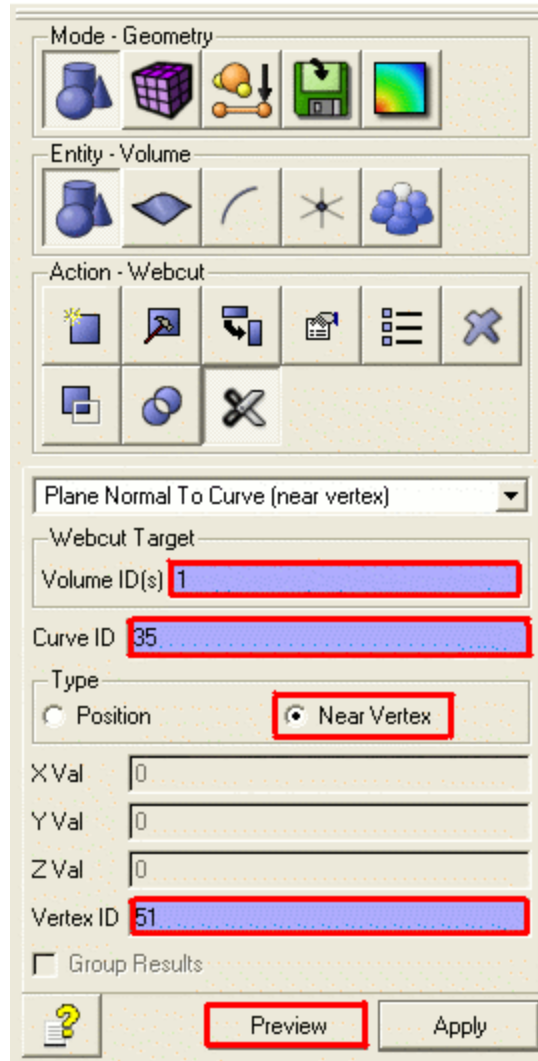 Mode - Geometry
Entity - Volume
Action - Webcut
Plane Normal To Curve (near vertex)
Webcut Target
Volume ID(s) 1
Curve ID 35
Type
Position Near Vertex
X Val 0
Y Val 0
Z Val 0
Vertex ID 51
Group Results
Preview Apply